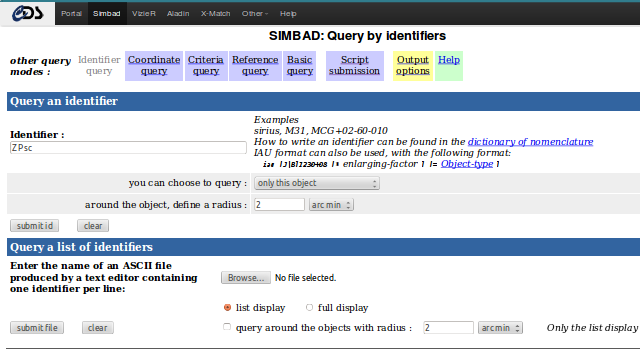 CDS Portal Simbad VizieR Aladin X-Match Other Help
SIMBAD: Query by identifiers
other query modes :
Identifier query
Coordinate query
Criteria query
Reference query
Basic query
Script submission
Output options
Help
Query an identifier
Identifier :
Z Psc
Examples
sirius, M31, MCG+02-60-010
How to write an identifier can be found in the dictionary of nomenclature
IAU format can also be used, with the following format:
enlarging-factor ] [= Object-type ]
you can choose to query : only this object
around the object, define a radius : 2 arc min
submit id clear
Query a list of identifiers
Enter the name of an ASCII file
produced by a text editor containing
one identifier per line:
Browse... No file selected.
list display full display
submit file clear
query around the objects with radius : 2 arc min
Only the list display